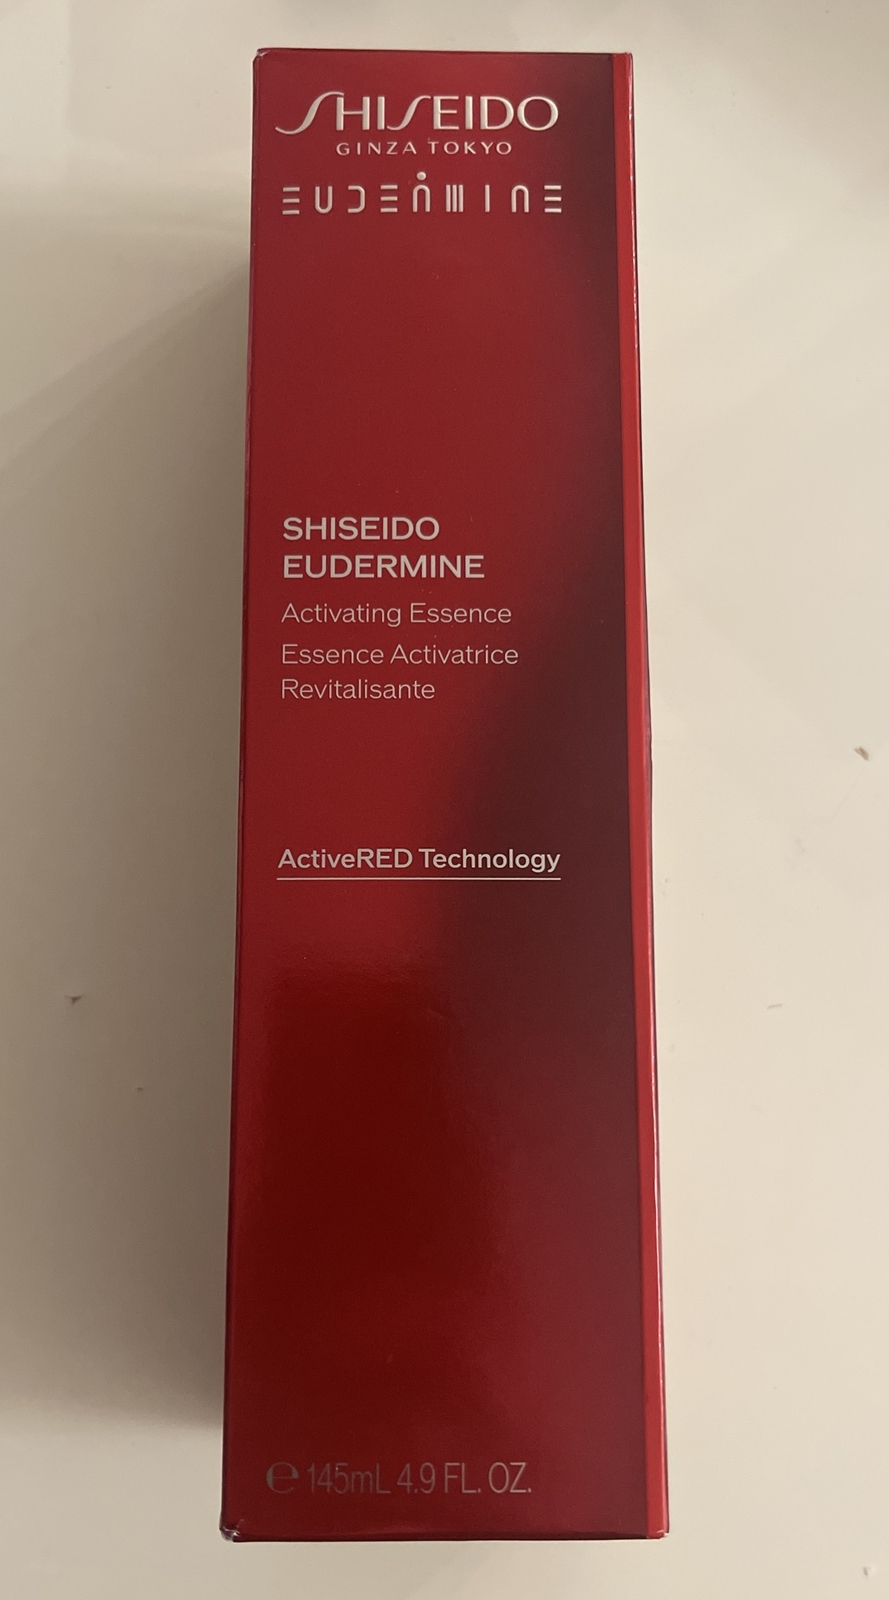 SHISEIDO
GINZA TOKYO
EUDERMINE
SHISEIDO
EUDERMINE
Activating Essence
Essence Activatrice
Revitalisante
ActiveRED Technology
℮ 145mL 4.9 FL. OZ.